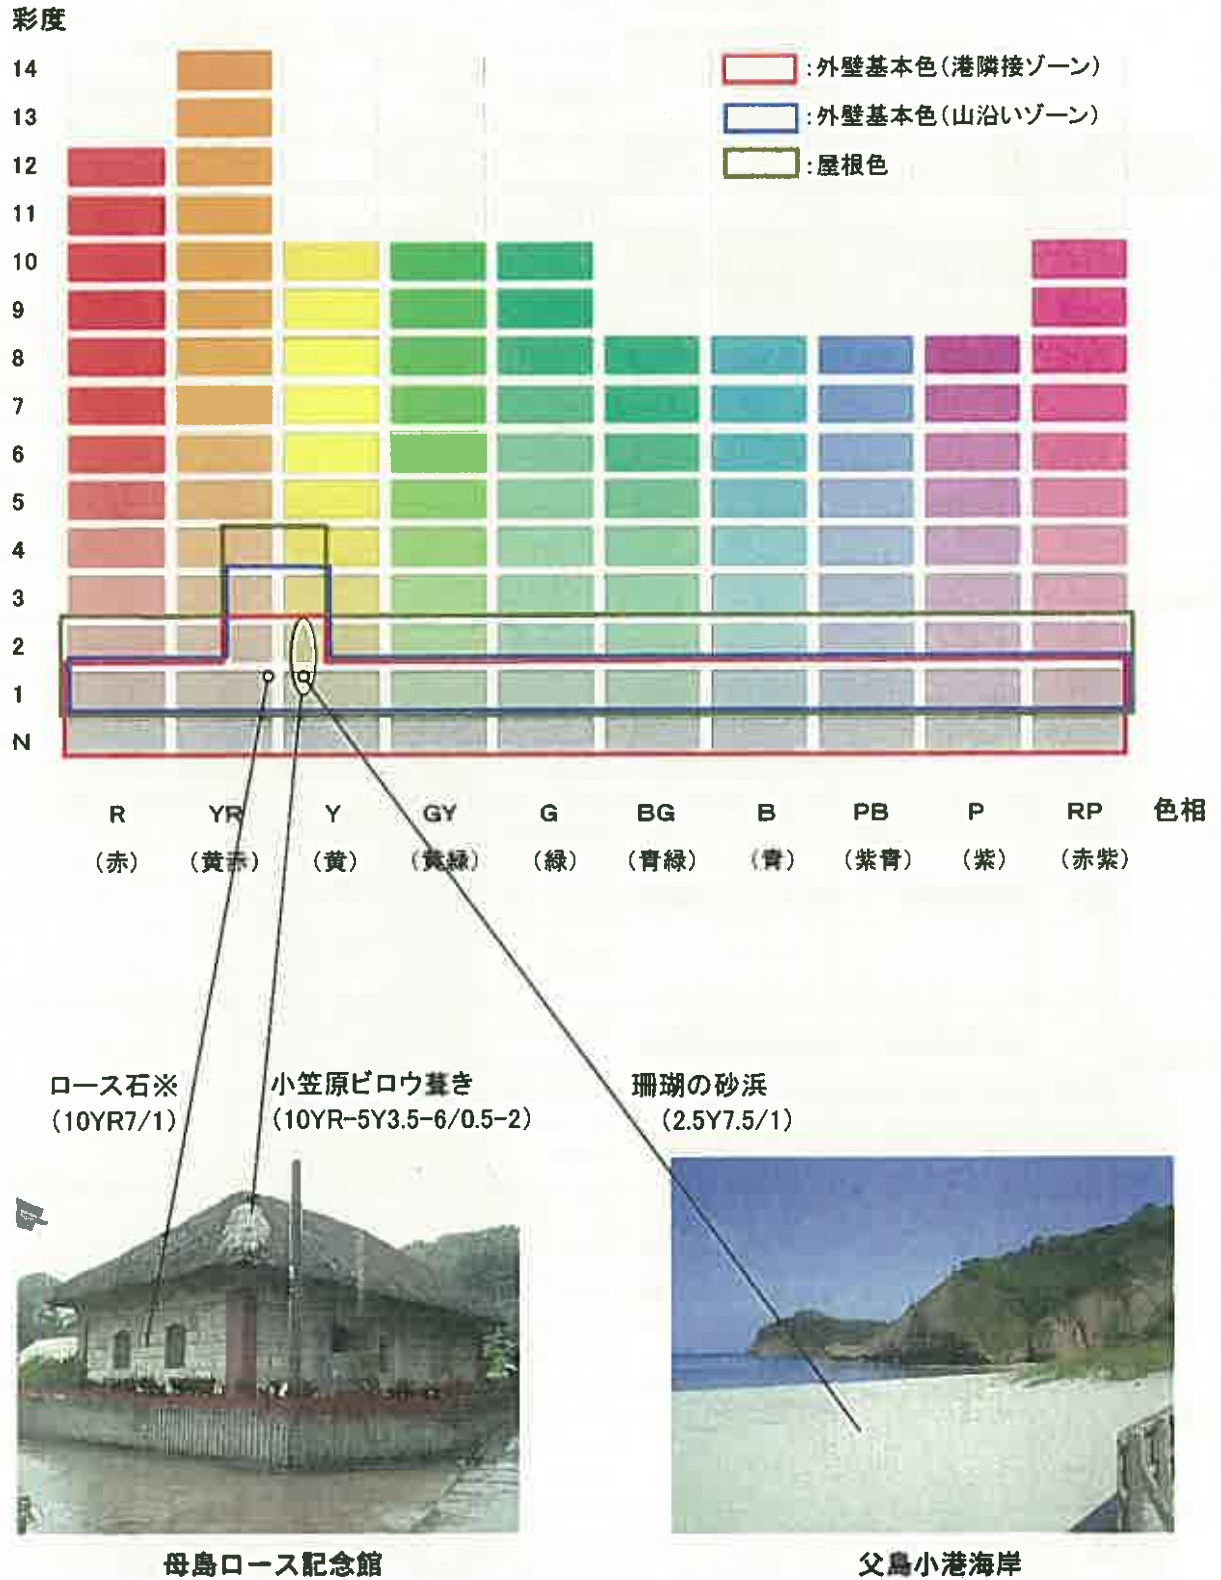 彩度
14
13
12
11
10
9
8
7
6
5
4
3
2
1
N
:外壁基本色(港隣接ゾーン)
:外壁基本色(山沿いゾーン)
:屋根色
R YR Y GY G BG B PB P RP 色相
(赤) (黄赤) (黄) (黄緑) (緑) (青緑) (青) (紫青) (紫) (赤紫)
ロース石※
(10YR7/1)
小笠原ビロウ葺き
(10YR-5Y3.5-6/0.5-2)
珊瑚の砂浜
(2.5Y7.5/1)
母島ロース記念館
父島小港海岸